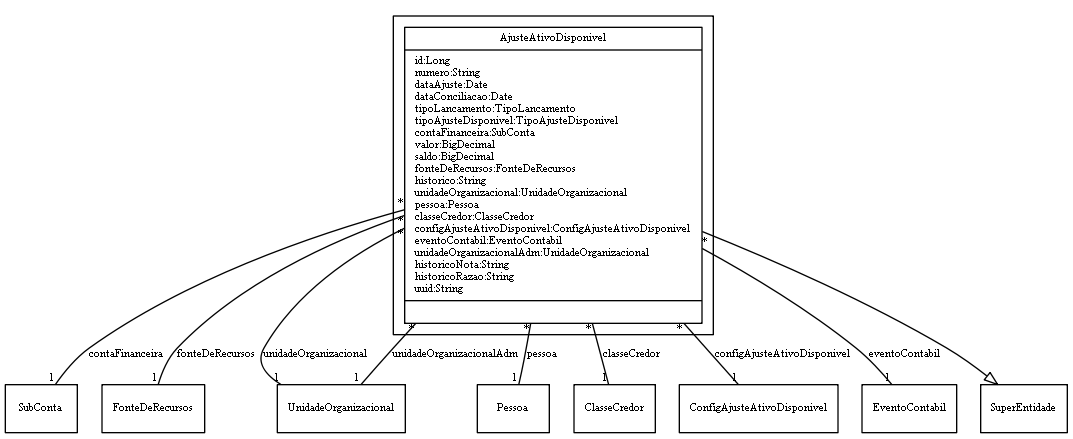 AjusteAtivoDisponivel
id:Long
numero:String
dataAjuste:Date
dataConciliacao:Date
tipoLancamento:TipoLancamento
tipoAjusteDisponivel:TipoAjusteDisponivel
contaFinanceira:SubConta
valor:BigDecimal
saldo:BigDecimal
fonteDeRecursos:FonteDeRecursos
historico:String
unidadeOrganizacional:UnidadeOrganizacional
pessoa:Pessoa
classeCredor:ClasseCredor
configAjusteAtivoDisponivel:ConfigAjusteAtivoDisponivel
eventoContabil:EventoContabil
unidadeOrganizacionalAdm:UnidadeOrganizacional
historicoNota:String
historicoRazao:String
uuid:String
* * * *
* * * *
contaFinanceira fonteDeRecursos unidadeOrganizacional unidadeOrganizacionalAdm pessoa classeCredor configAjusteAtivoDisponivel eventoContabil
1 1 1 1 1 1 1 1
SubConta FonteDeRecursos UnidadeOrganizacional Pessoa ClasseCredor ConfigAjusteAtivoDisponivel EventoContabil SuperEntidade